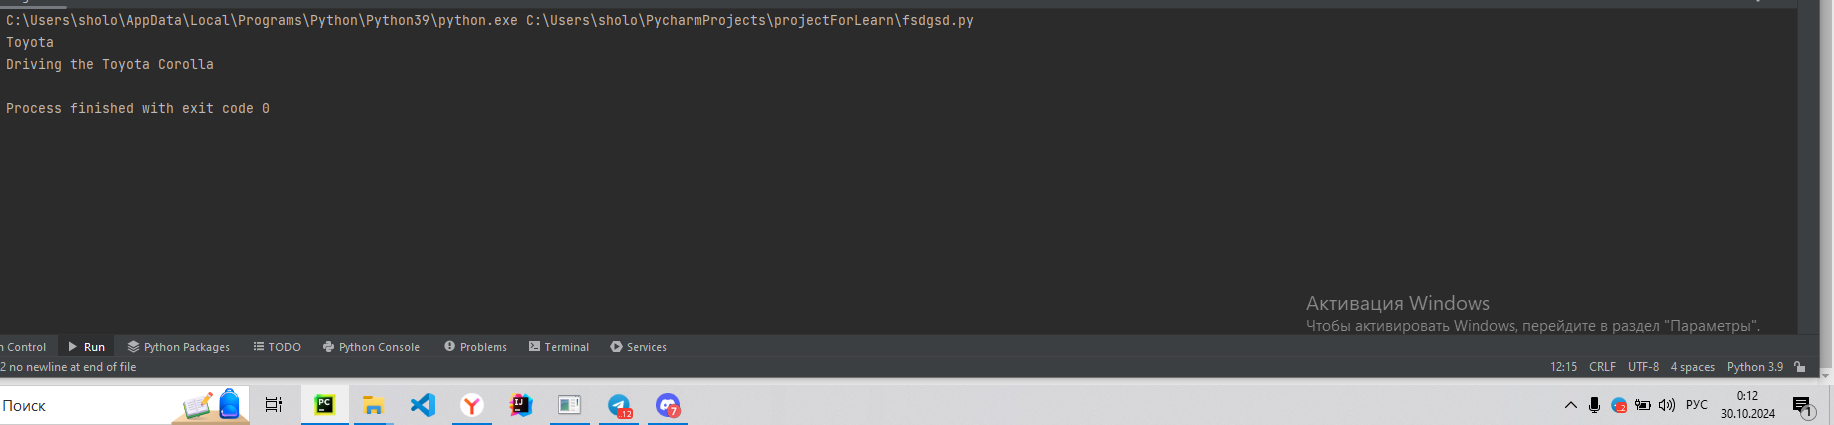 C:\Users\sholo\AppData\Local\Programs\Python\Python39\python.exe C:\Users\sholo\PycharmProjects\projectForLearn\fsdgsd.py
Toyota
Driving the Toyota Corolla
Process finished with exit code 0
Активация Windows
Чтобы активировать Windows, перейдите в раздел "Параметры".
n Control Run Python Packages TODO Python Console Problems Terminal Services
2 no newline at end of file 12:15 CRLF UTF-8 4 spaces Python 3.9
Поиск PC IJ ..12 7 ..2 РУС 0:12
30.10.2024 1